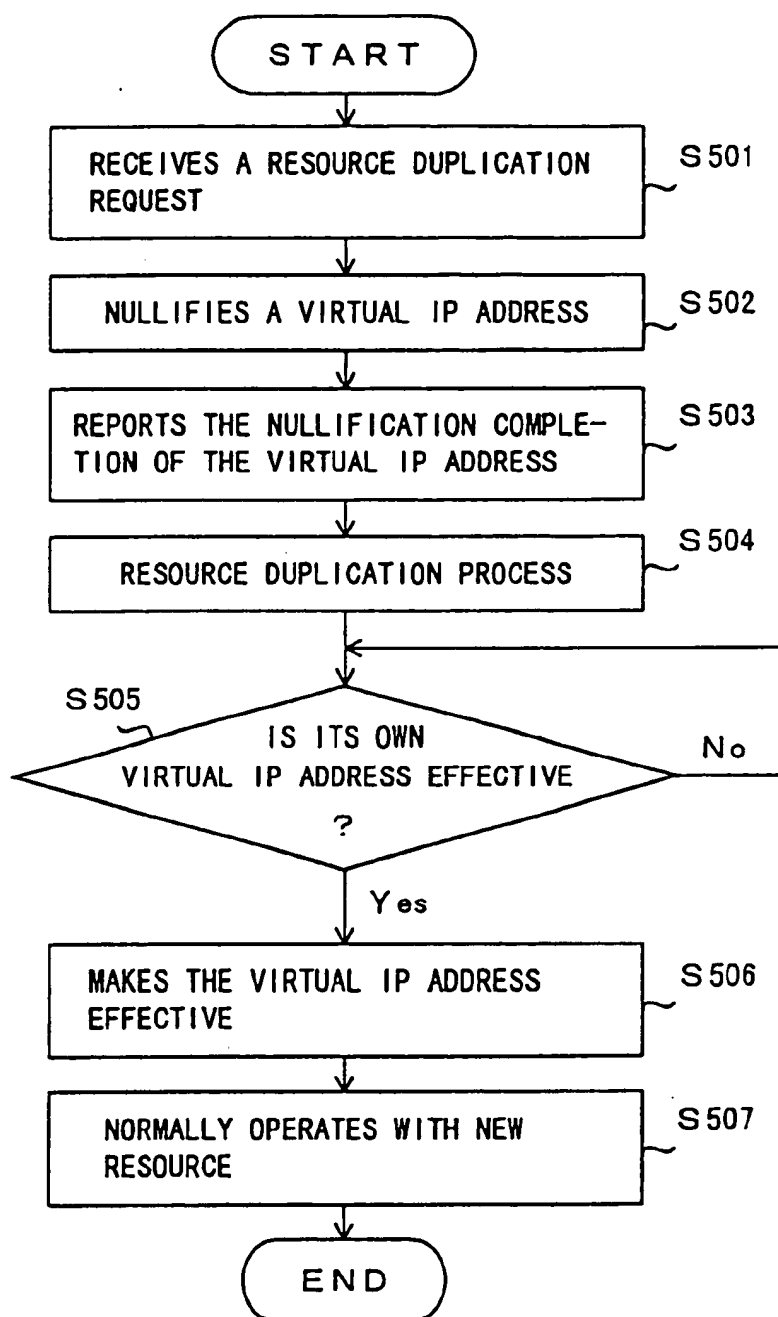 START
RECEIVES A RESOURCE DUPLICATION
REQUEST
S501
NULLIFIES A VIRTUAL IP ADDRESS
S502
REPORTS THE NULLIFICATION COMPLE-
TION OF THE VIRTUAL IP ADDRESS
S503
RESOURCE DUPLICATION PROCESS
S504
S505
IS ITS OWN
VIRTUAL IP ADDRESS EFFECTIVE
?
No
Yes
MAKES THE VIRTUAL IP ADDRESS
EFFECTIVE
S506
NORMALLY OPERATES WITH NEW
RESOURCE
S507
END